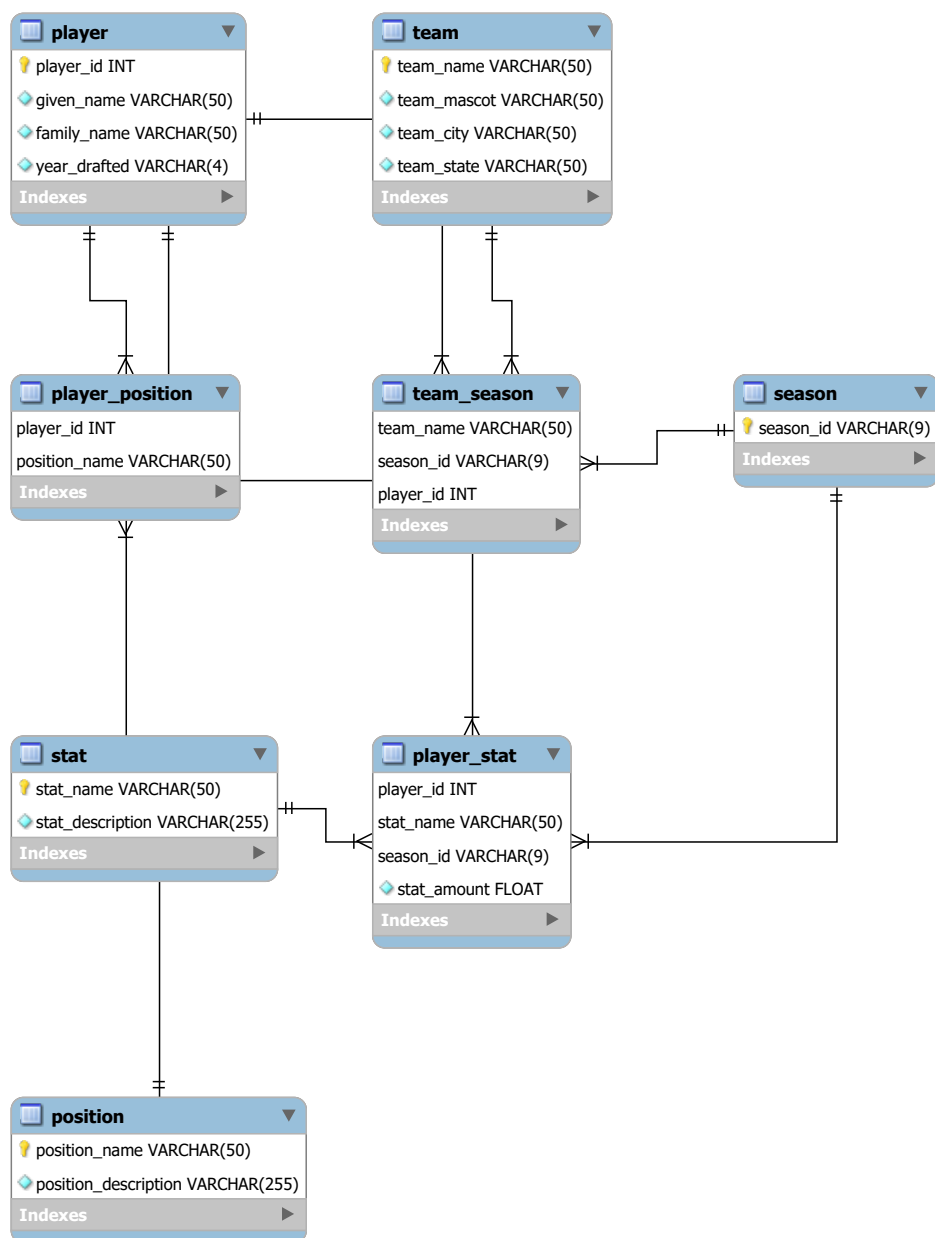 player
player_id INT
given_name VARCHAR(50)
family_name VARCHAR(50)
year_drafted VARCHAR(4)
Indexes
team
team_name VARCHAR(50)
team_mascot VARCHAR(50)
team_city VARCHAR(50)
team_state VARCHAR(50)
Indexes
player_position
player_id INT
position_name VARCHAR(50)
Indexes
team_season
team_name VARCHAR(50)
season_id VARCHAR(9)
player_id INT
Indexes
season
season_id VARCHAR(9)
Indexes
stat
stat_name VARCHAR(50)
stat_description VARCHAR(255)
Indexes
player_stat
player_id INT
stat_name VARCHAR(50)
season_id VARCHAR(9)
stat_amount FLOAT
Indexes
position
position_name VARCHAR(50)
position_description VARCHAR(255)
Indexes